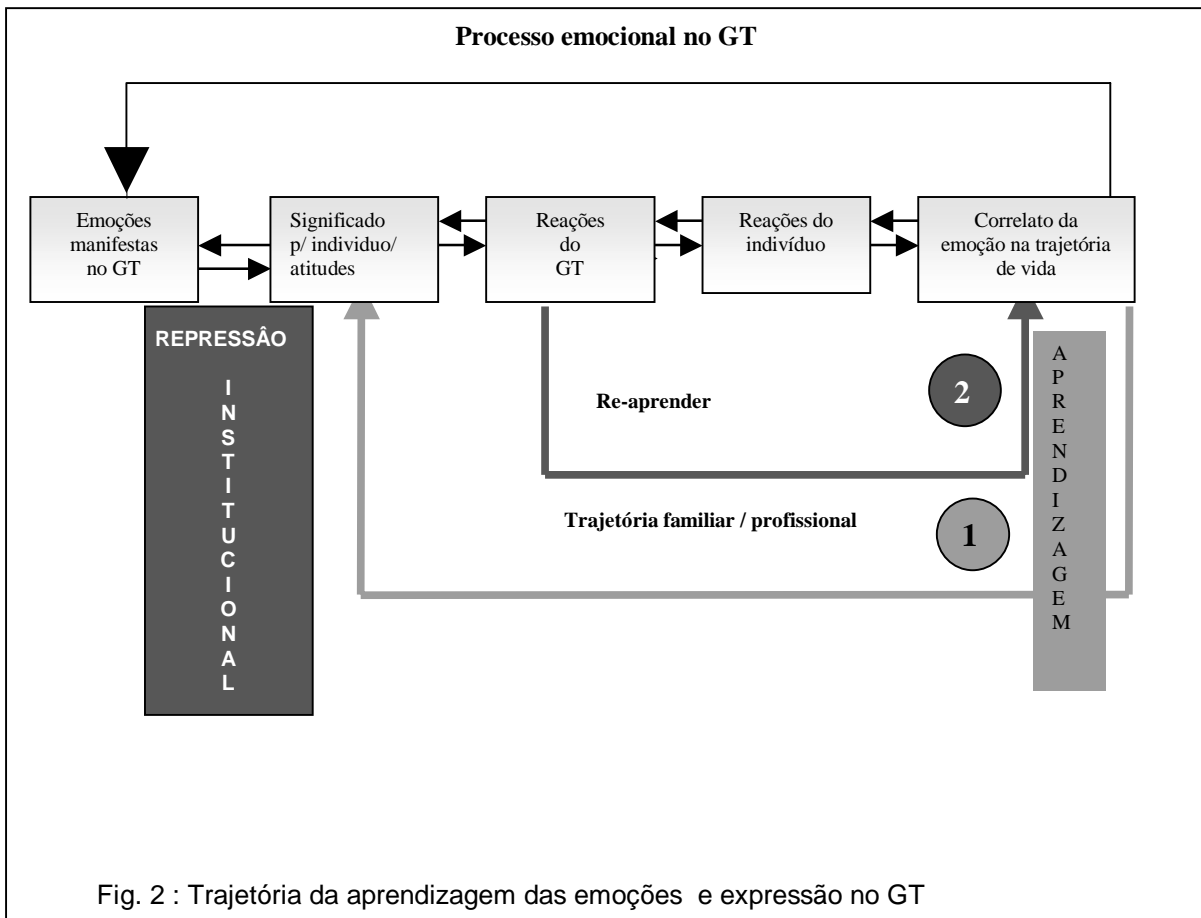 Processo emocional no GT
Emoções
manifestas
no GT
Significado
p/ individuo/
atitudes
Reações
do
GT
Reações do
indivíduo
Correlato da
emoção na trajetória
de vida
REPRESSÂO
I
N
S
T
I
T
U
C
I
O
N
A
L
Re-aprender
2
Trajetória familiar / profissional
1
A
P
R
E
N
D
I
Z
A
G
E
M
Fig. 2 : Trajetória da aprendizagem das emoções e expressão no GT